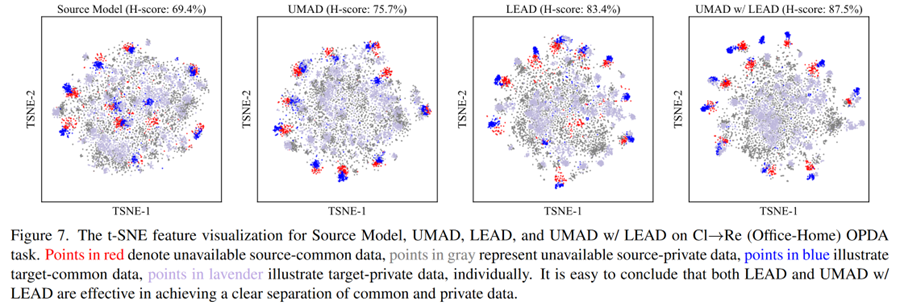 Source Model (H-score: 69.4%)
UMAD (H-score: 75.7%)
LEAD (H-score: 83.4%)
UMAD w/ LEAD (H-score: 87.5%)
TSNE-2
TSNE-2
TSNE-2
TSNE-2
TSNE-1
TSNE-1
TSNE-1
TSNE-1
Figure 7. The t-SNE feature visualization for Source Model, UMAD, LEAD, and UMAD w/ LEAD on Cl→Re (Office-Home) OPDA
task. Points in red denote unavailable source-common data, points in gray represent unavailable source-private data, points in blue illustrate
target-common data, points in lavender illustrate target-private data, individually. It is easy to conclude that both LEAD and UMAD w/
LEAD are effective in achieving a clear separation of common and private data.